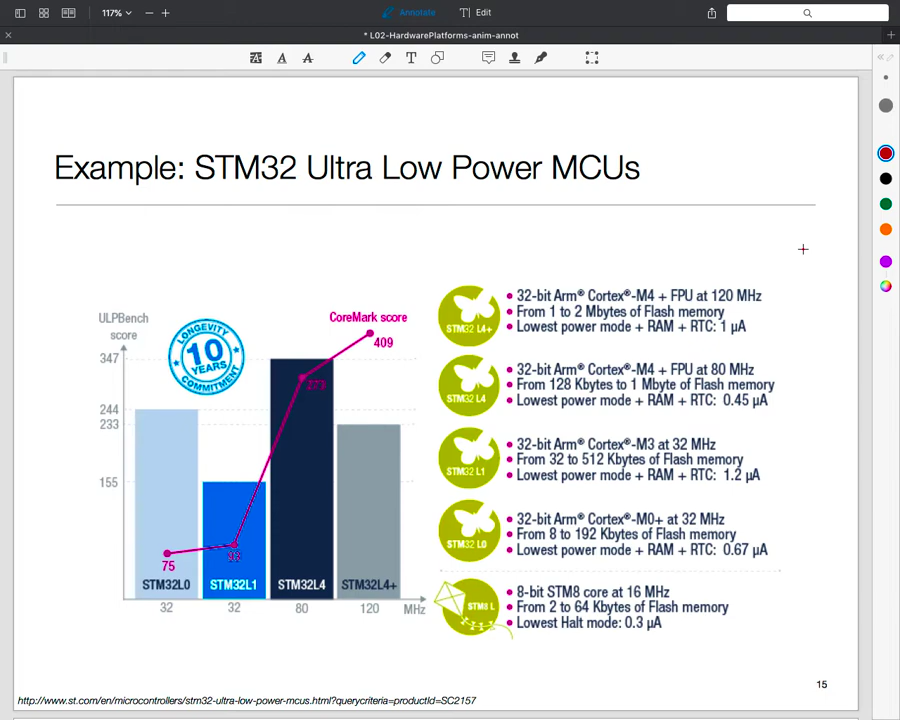 117%
Annotate
Edit
* L02-HardwarePlatforms-anim-annot
Example: STM32 Ultra Low Power MCUs
ULPBench
score
347
244
233
155
LONGEVITY
10
YEARS
COMMITMENT
CoreMark score
409
273
93
75
STM32L0
STM32L1
STM32L4
STM32L4+
32
32
80
120
MHz
STM32 L4+
• 32-bit Arm® Cortex®-M4 + FPU at 120 MHz
• From 1 to 2 Mbytes of Flash memory
• Lowest power mode + RAM + RTC: 1 µA
STM32 L4
• 32-bit Arm® Cortex®-M4 + FPU at 80 MHz
• From 128 Kbytes to 1 Mbyte of Flash memory
• Lowest power mode + RAM + RTC: 0.45 µA
STM32 L1
• 32-bit Arm® Cortex®-M3 at 32 MHz
• From 32 to 512 Kbytes of Flash memory
• Lowest power mode + RAM + RTC: 1.2 µA
STM32 L0
• 32-bit Arm® Cortex®-M0+ at 32 MHz
• From 8 to 192 Kbytes of Flash memory
• Lowest power mode + RAM + RTC: 0.67 µA
STM8 L
• 8-bit STM8 core at 16 MHz
• From 2 to 64 Kbytes of Flash memory
• Lowest Halt mode: 0.3 µA
15
http://www.st.com/en/microcontrollers/stm32-ultra-low-power-mcus.html?querycriteria=productId=SC2157